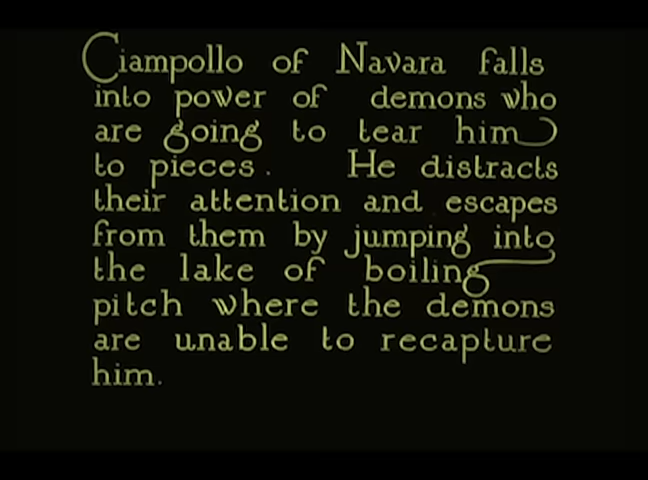 Ciampollo of Navara falls
into power of demons who
are going to tear him
to pieces. He distracts
their attention and escapes
from them by jumping into
the lake of boiling
pitch where the demons
are unable to recapture
him.